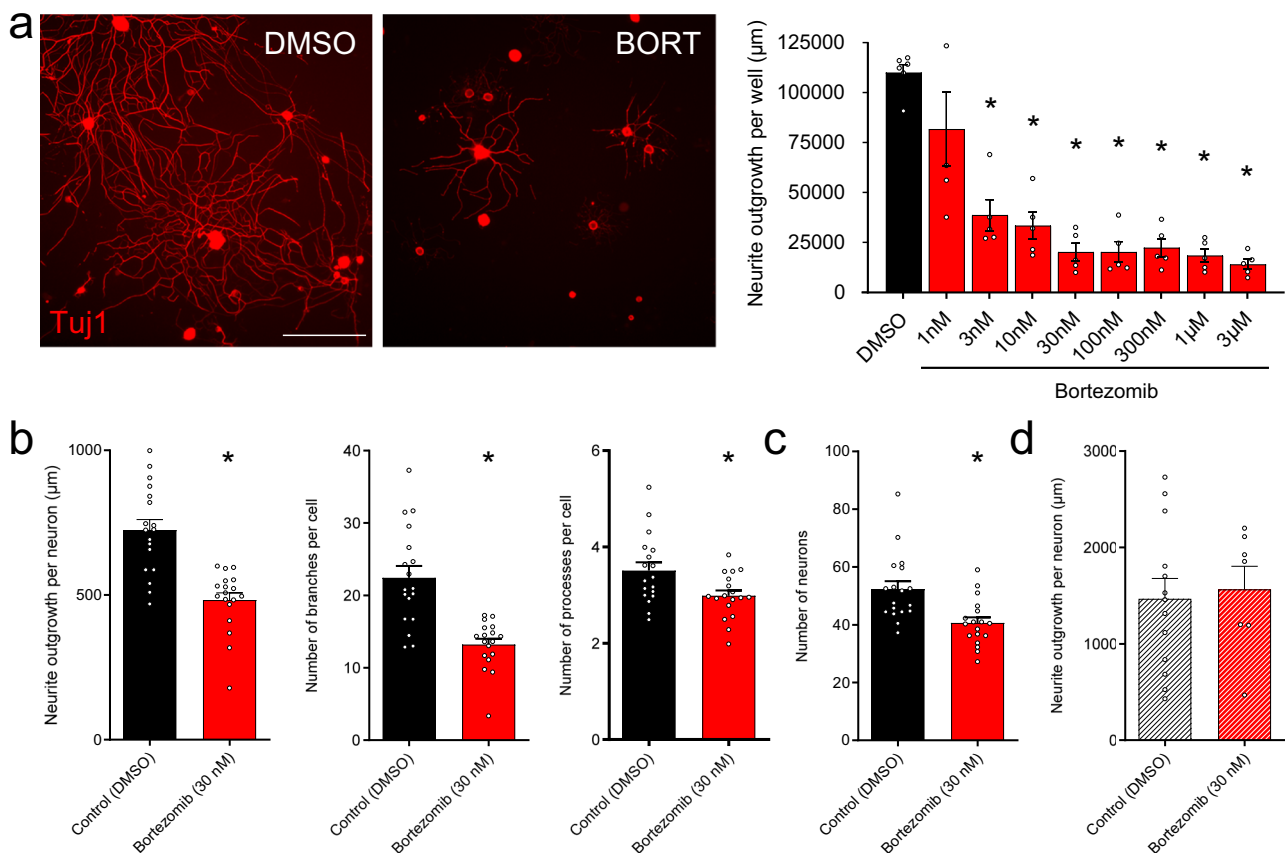 a
DMSO
BORT
Tuj1
Neurite outgrowth per well (µm)
125000
100000
75000
50000
25000
0
* * * * * * *
DMSO
1nM
3nM
10nM
30nM
100nM
300nM
1µM
3µM
Bortezomib
b
Neurite outgrowth per neuron (µm)
1000
500
0
*
Control (DMSO)
Bortezomib (30 nM)
Number of branches per cell
40
30
20
10
0
*
Control (DMSO)
Bortezomib (30 nM)
Number of processes per cell
6
4
2
0
*
Control (DMSO)
Bortezomib (30 nM)
c
Number of neurons
100
80
60
40
20
0
*
Control (DMSO)
Bortezomib (30 nM)
d
Neurite outgrowth per neuron (µm)
3000
2000
1000
0
Control (DMSO)
Bortezomib (30 nM)